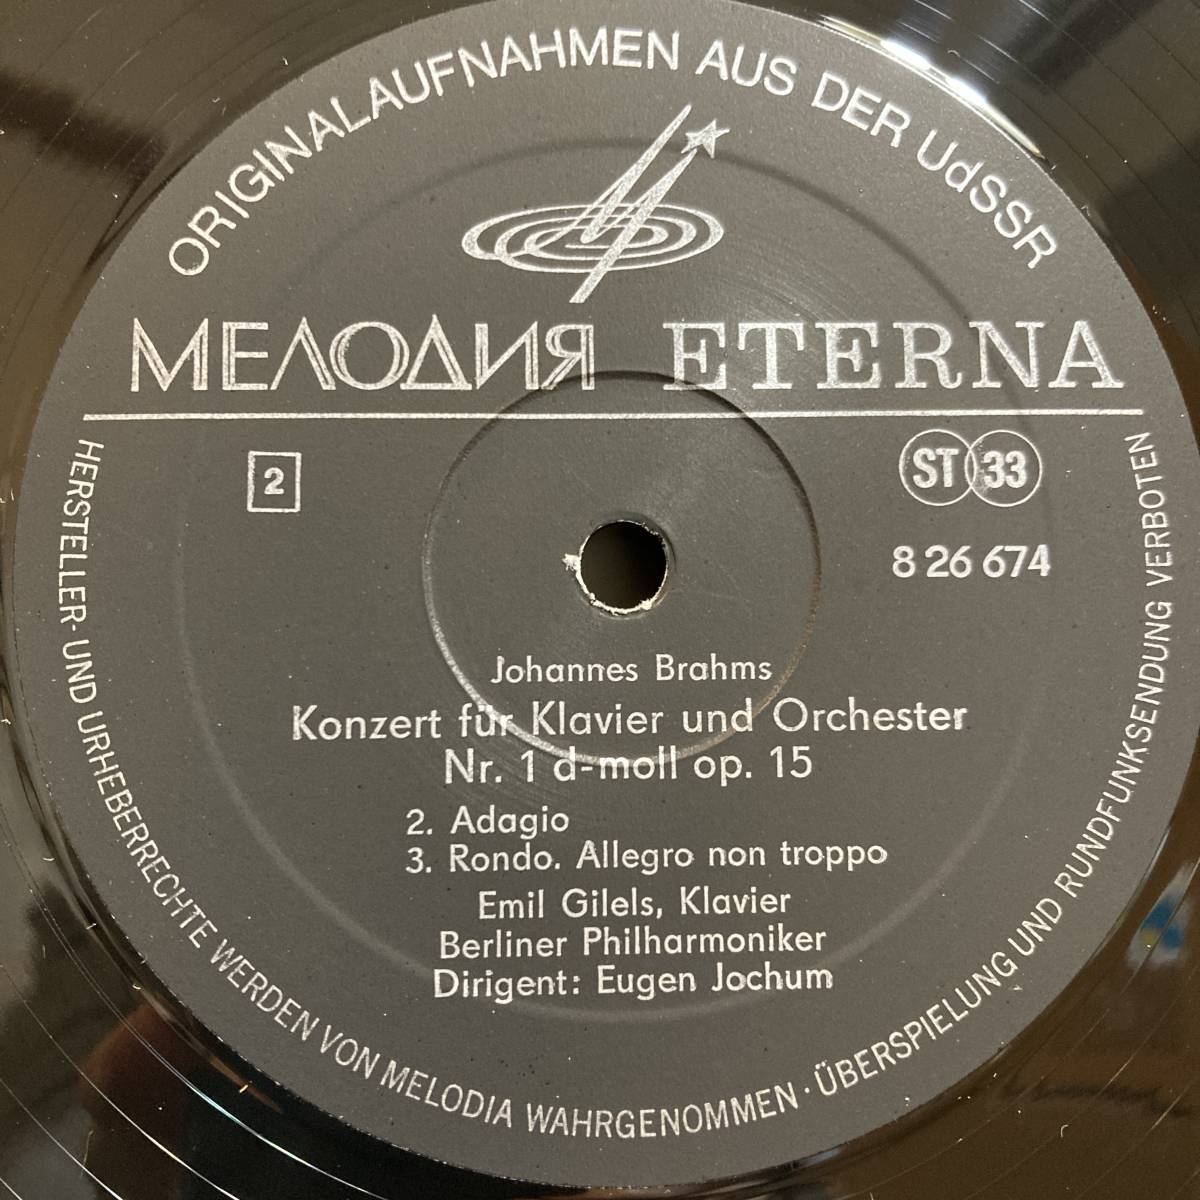 ORIGINALAUFNAHMEN AUS DER UdSSR
МЕЛОДИЯ ETERNA
2
ST 33
8 26 674
Johannes Brahms
Konzert für Klavier und Orchester
Nr. 1 d-moll op. 15
2. Adagio
3. Rondo. Allegro non troppo
Emil Gilels, Klavier
Berliner Philharmoniker
Dirigent: Eugen Jochum
HERSTELLER- UND URHEBERRECHTE WERDEN VON MELODIA WAHRGENOMMEN · ÜBERSPIELUNG UND RUNDFUNKSENDUNG VERBOTEN